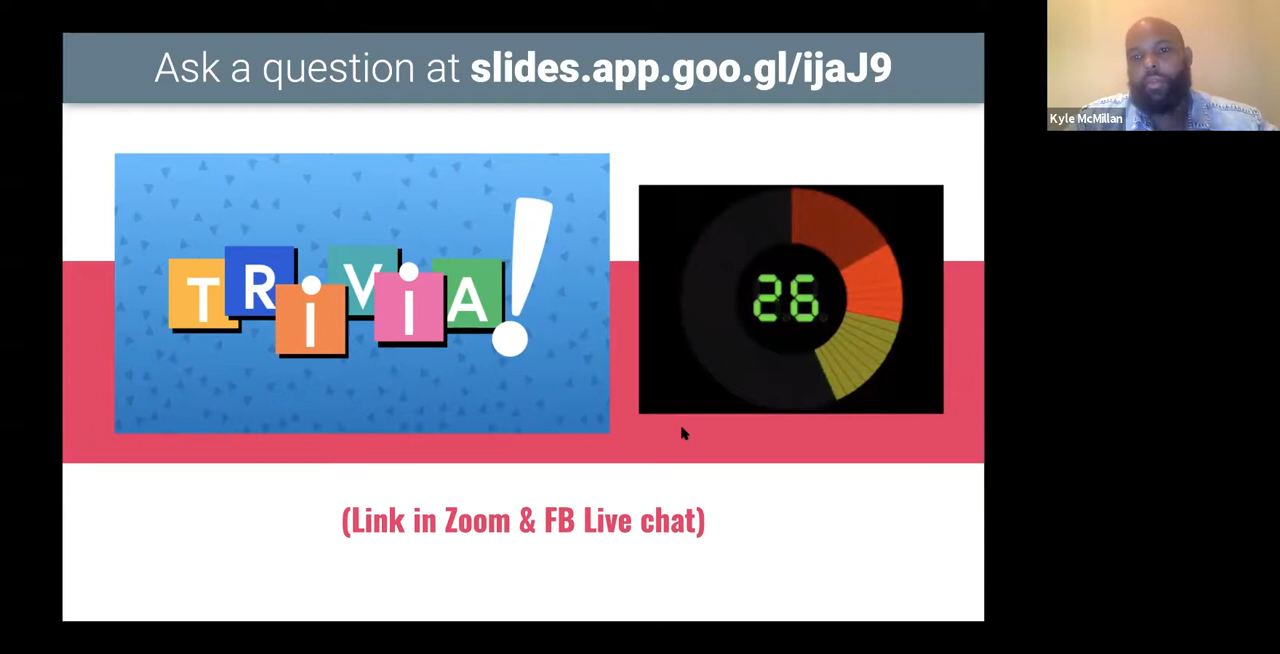 Ask a question at slides.app.goo.gl/ijaJ9
Kyle McMillan
TRiViA!
26
(Link in Zoom & FB Live chat)